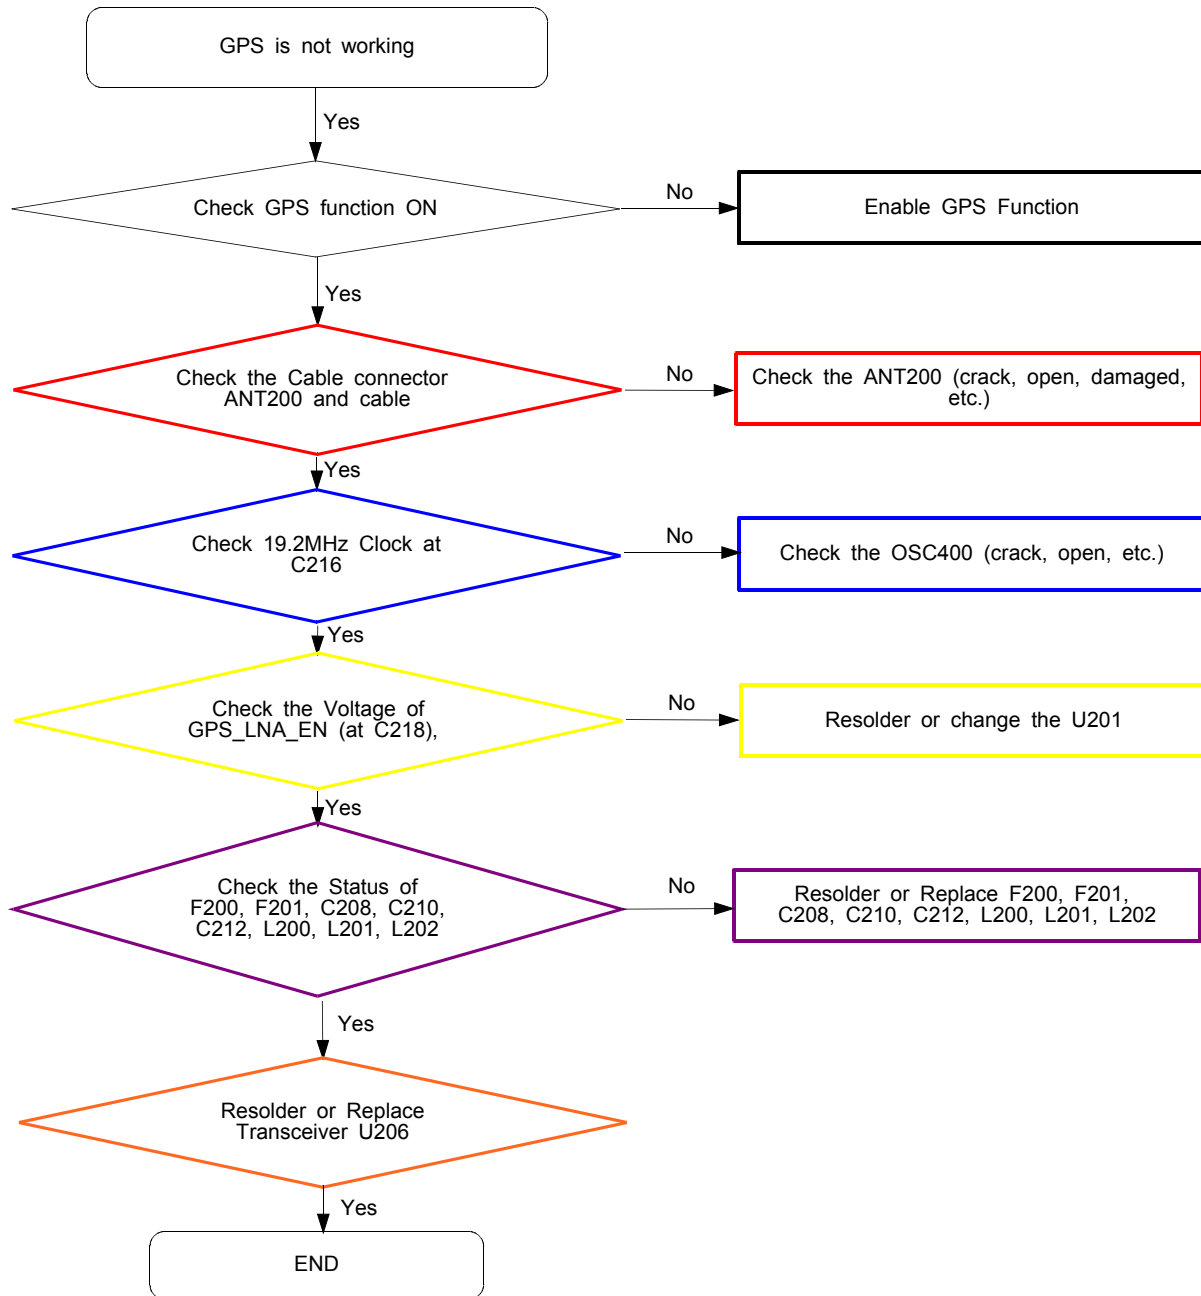 GPS is not working
Yes
Check GPS function ON
No
Enable GPS Function
Yes
Check the Cable connector
ANT200 and cable
No
Check the ANT200 (crack, open, damaged,
etc.)
Yes
Check 19.2MHz Clock at
C216
No
Check the OSC400 (crack, open, etc.)
Yes
Check the Voltage of
GPS_LNA_EN (at C218),
No
Resolder or change the U201
Yes
Check the Status of
F200, F201, C208, C210,
C212, L200, L201, L202
No
Resolder or Replace F200, F201,
C208, C210, C212, L200, L201, L202
Yes
Resolder or Replace
Transceiver U206
Yes
END